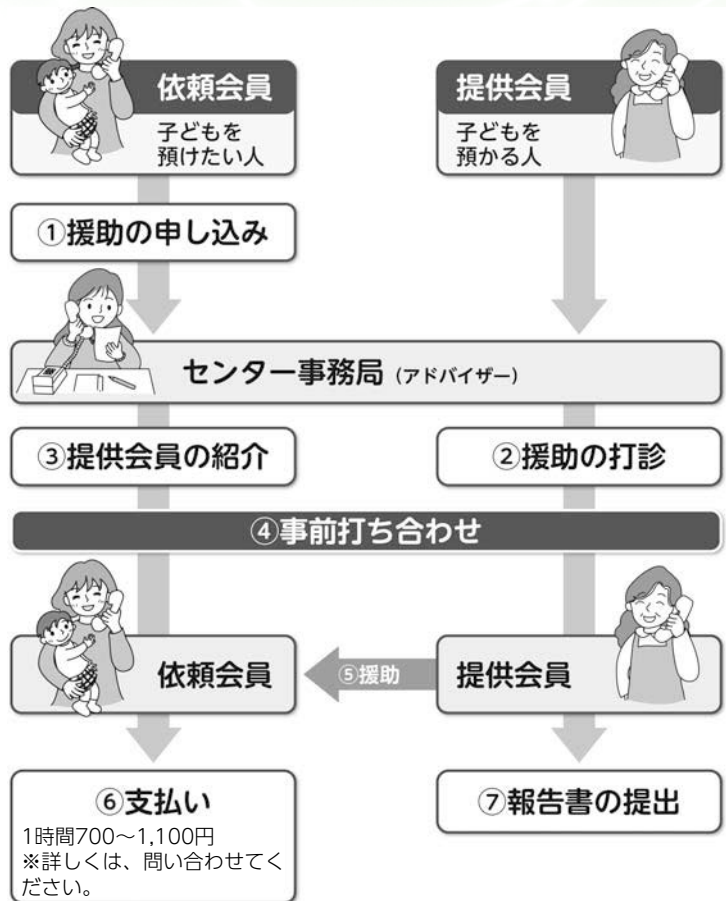 依頼会員
子どもを
預けたい人
提供会員
子どもを
預かる人
①援助の申し込み
センター事務局（アドバイザー）
③提供会員の紹介
②援助の打診
④事前打ち合わせ
依頼会員
⑤援助
提供会員
⑥支払い
1時間700～1,100円
※詳しくは、問い合わせてく
ださい。
⑦報告書の提出